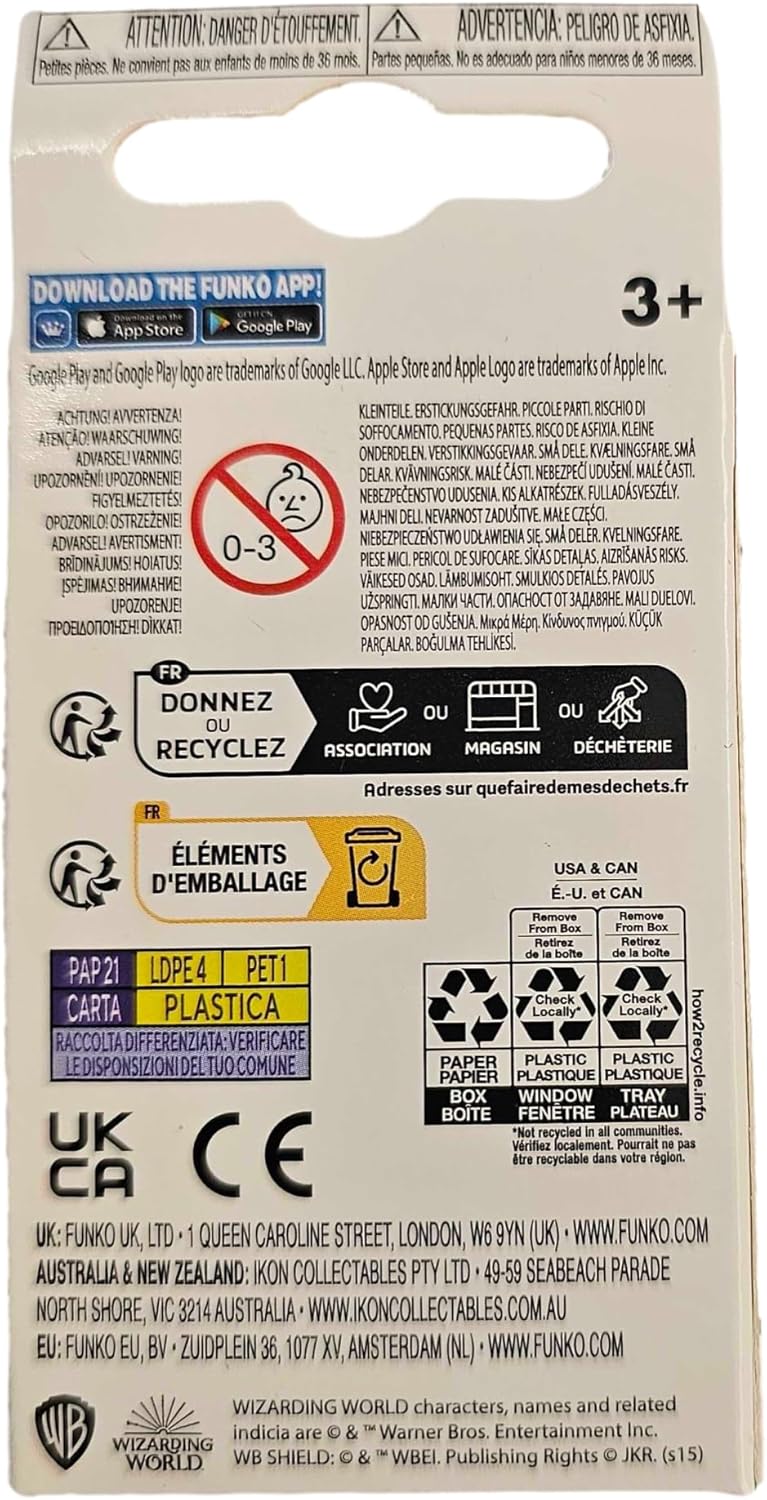 ATTENTION: DANGER D'ÉTOUFFEMENT.
Petites pièces. Ne convient pas aux enfants de moins de 36 mois.
ADVERTENCIA: PELIGRO DE ASFIXIA.
Partes pequeñas. No es adecuado para niños menores de 36 meses.
DOWNLOAD THE FUNKO APP!
Download on the
App Store
GET IT ON
Google Play
3+
Google Play and Google Play logo are trademarks of Google LLC. Apple Store and Apple Logo are trademarks of Apple Inc.
ACHTUNG! AVVERTENZA!
ATENÇÃO! WAARSCHUWING!
ADVARSEL! VARNING!
UPOZORNĚNÍ! UPOZORNENIE!
FIGYELMEZTETÉS!
OPOZORILO! OSTRZEŻENIE!
ADVARSEL! AVERTISMENT!
BRĪDINĀJUMS! HOIATUS!
ĮSPĖJIMAS! ВНИМАНИЕ!
UPOZORENJE!
ΠΡΟΕΙΔΟΠΟΊΗΣΗ! DİKKAT!
0-3
KLEINTEILE. ERSTICKUNGSGEFAHR. PICCOLE PARTI. RISCHIO DI
SOFFOCAMENTO. PEQUENAS PARTES. RISCO DE ASFIXIA. KLEINE
ONDERDELEN. VERSTIKKINGSGEVAAR. SMÅ DELE. KVÆLNINGSFARE. SMÅ
DELAR. KVÄVNINGSRISK. MALÉ ČÁSTI. NEBEZPEČÍ UDUŠENÍ. MALÉ ČASTI.
NEBEZPEČENSTVO UDUSENIA. KIS ALKATRÉSZEK. FULLADÁSVESZÉLY.
MAJHNI DELI. NEVARNOST ZADUŠITVE. MAŁE CZĘŚCI.
NIEBEZPIECZEŃSTWO UDŁAWIENIA SIĘ. SMÅ DELER. KVELNINGSFARE.
PIESE MICI. PERICOL DE SUFOCARE. SĪKAS DETAĻAS. AIZRĪŠANĀS RISKS.
VÄIKESED OSAD. LÄMBUMISOHT. SMULKIOS DETALĖS. PAVOJUS
UŽSPRINGTI. МАЛКИ ЧАСТИ. ОПАСНОСТ ОТ ЗАДАВЯНЕ. MALI DIJELOVI.
OPASNOST OD GUŠENJA. Μικρά Μέρη. Κίνδυνος πνιγμού. KÜÇÜK
PARÇALAR. BOĞULMA TEHLİKESİ.
FR
DONNEZ
OU
RECYCLEZ
ASSOCIATION
OU
MAGASIN
OU
DÉCHÈTERIE
Adresses sur quefairedemesdechets.fr
FR
ÉLÉMENTS
D'EMBALLAGE
PAP 21 LDPE 4 PET 1
CARTA PLASTICA
RACCOLTA DIFFERENZIATA: VERIFICARE
LE DISPONSIZIONI DEL TUO COMUNE
USA & CAN
É.-U. et CAN
Remove
From Box
Retirez
de la boîte
Remove
From Box
Retirez
de la boîte
Check
Locally*
Check
Locally*
PAPER
PAPIER
PLASTIC
PLASTIQUE
PLASTIC
PLASTIQUE
BOX
BOÎTE
WINDOW
FENÊTRE
TRAY
PLATEAU
how2recycle.info
*Not recycled in all communities.
Vérifiez localement. Pourrait ne pas
être recyclable dans votre région.
UK
CA
CE
UK: FUNKO UK, LTD • 1 QUEEN CAROLINE STREET, LONDON, W6 9YN (UK) • WWW.FUNKO.COM
AUSTRALIA & NEW ZEALAND: IKON COLLECTABLES PTY LTD • 49-59 SEABEACH PARADE
NORTH SHORE, VIC 3214 AUSTRALIA • WWW.IKONCOLLECTABLES.COM.AU
EU: FUNKO EU, BV • ZUIDPLEIN 36, 1077 XV, AMSTERDAM (NL) • WWW.FUNKO.COM
WB
WIZARDING
WORLD
WIZARDING WORLD characters, names and related
indicia are © & ™ Warner Bros. Entertainment Inc.
WB SHIELD: © & ™ WBEI. Publishing Rights © JKR. (s15)